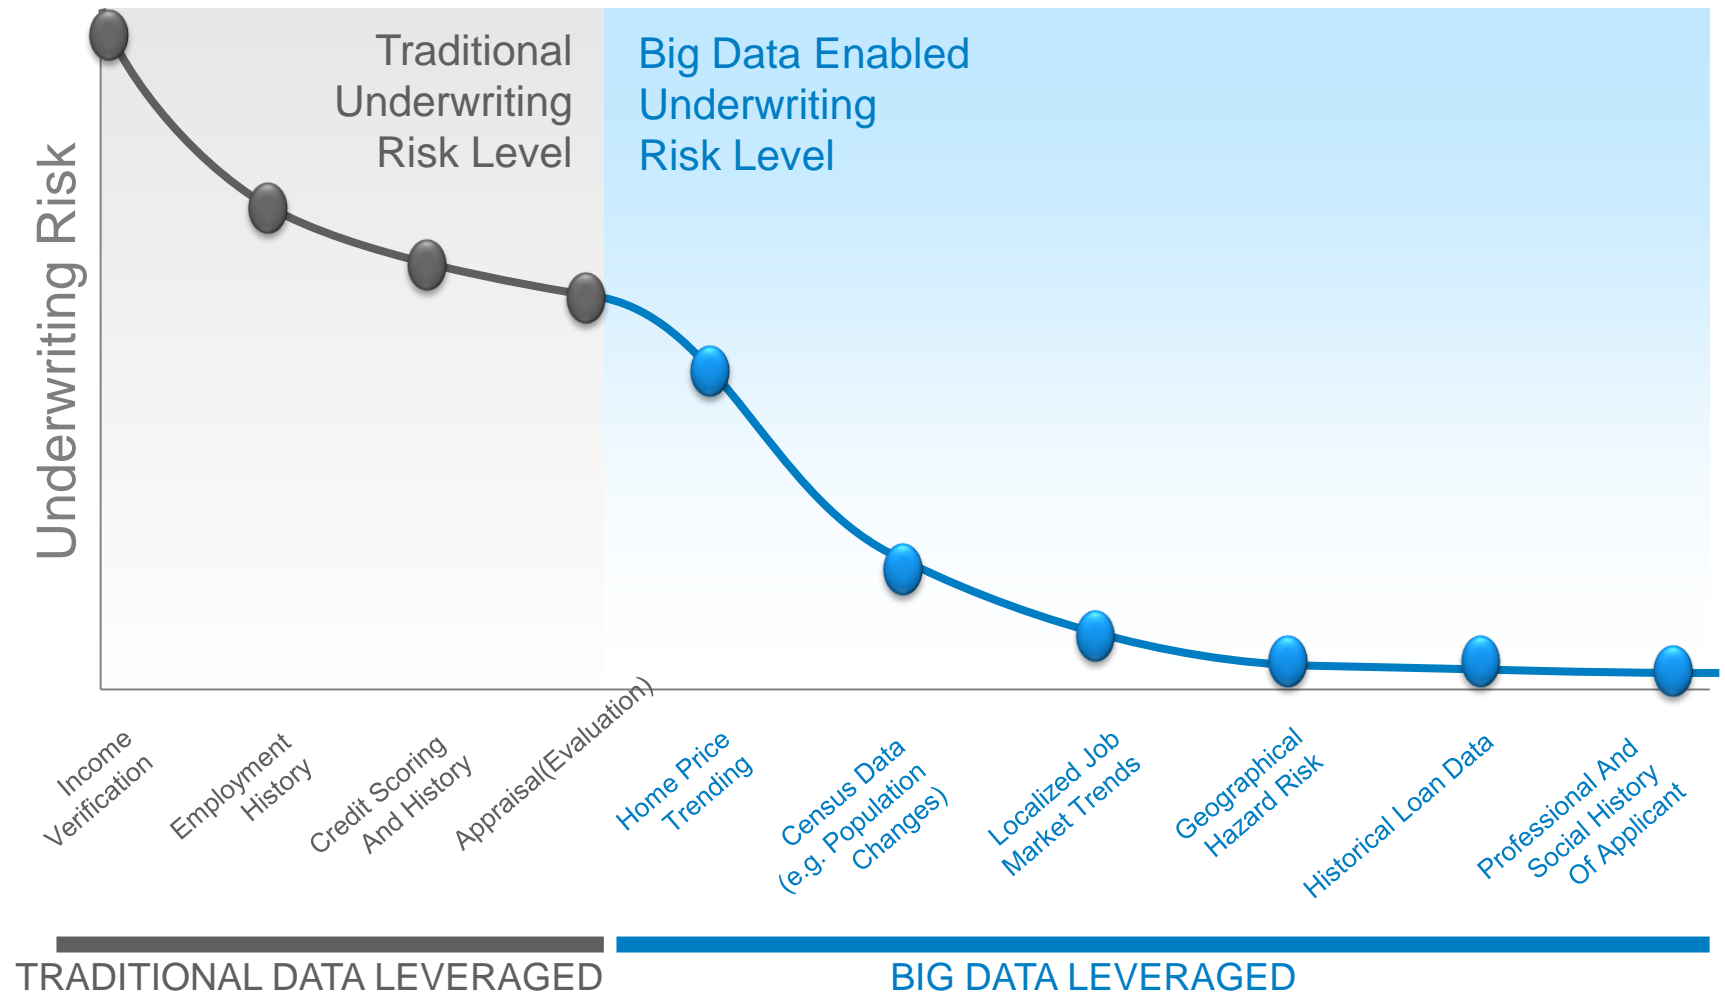 Traditional
Underwriting
Risk Level
Big Data Enabled
Underwriting
Risk Level
Underwriting Risk
Income
Verification
Employment
History
Credit Scoring
And History
Appraisal(Evaluation)
Home Price
Trending
Census Data
(e.g. Population
Changes)
Localized Job
Market Trends
Geographical
Hazard Risk
Historical Loan Data
Professional And
Social History
Of Applicant
TRADITIONAL DATA LEVERAGED
BIG DATA LEVERAGED